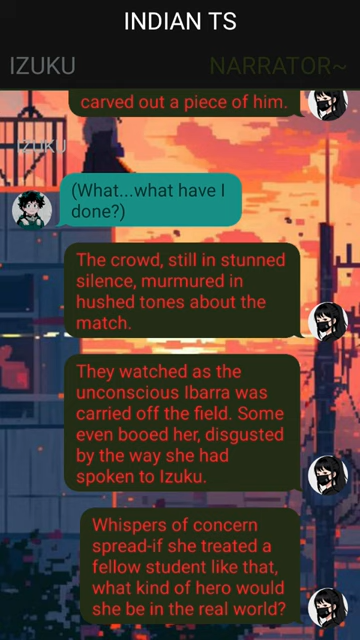 INDIAN TS
IZUKU
NARRATOR~
carved out a piece of him.
IZUKU
(What...what have I
done?)
The crowd, still in stunned
silence, murmured in
hushed tones about the
match.
They watched as the
unconscious Ibarra was
carried off the field. Some
even booed her, disgusted
by the way she had
spoken to Izuku.
Whispers of concern
spread-if she treated a
fellow student like that,
what kind of hero would
she be in the real world?